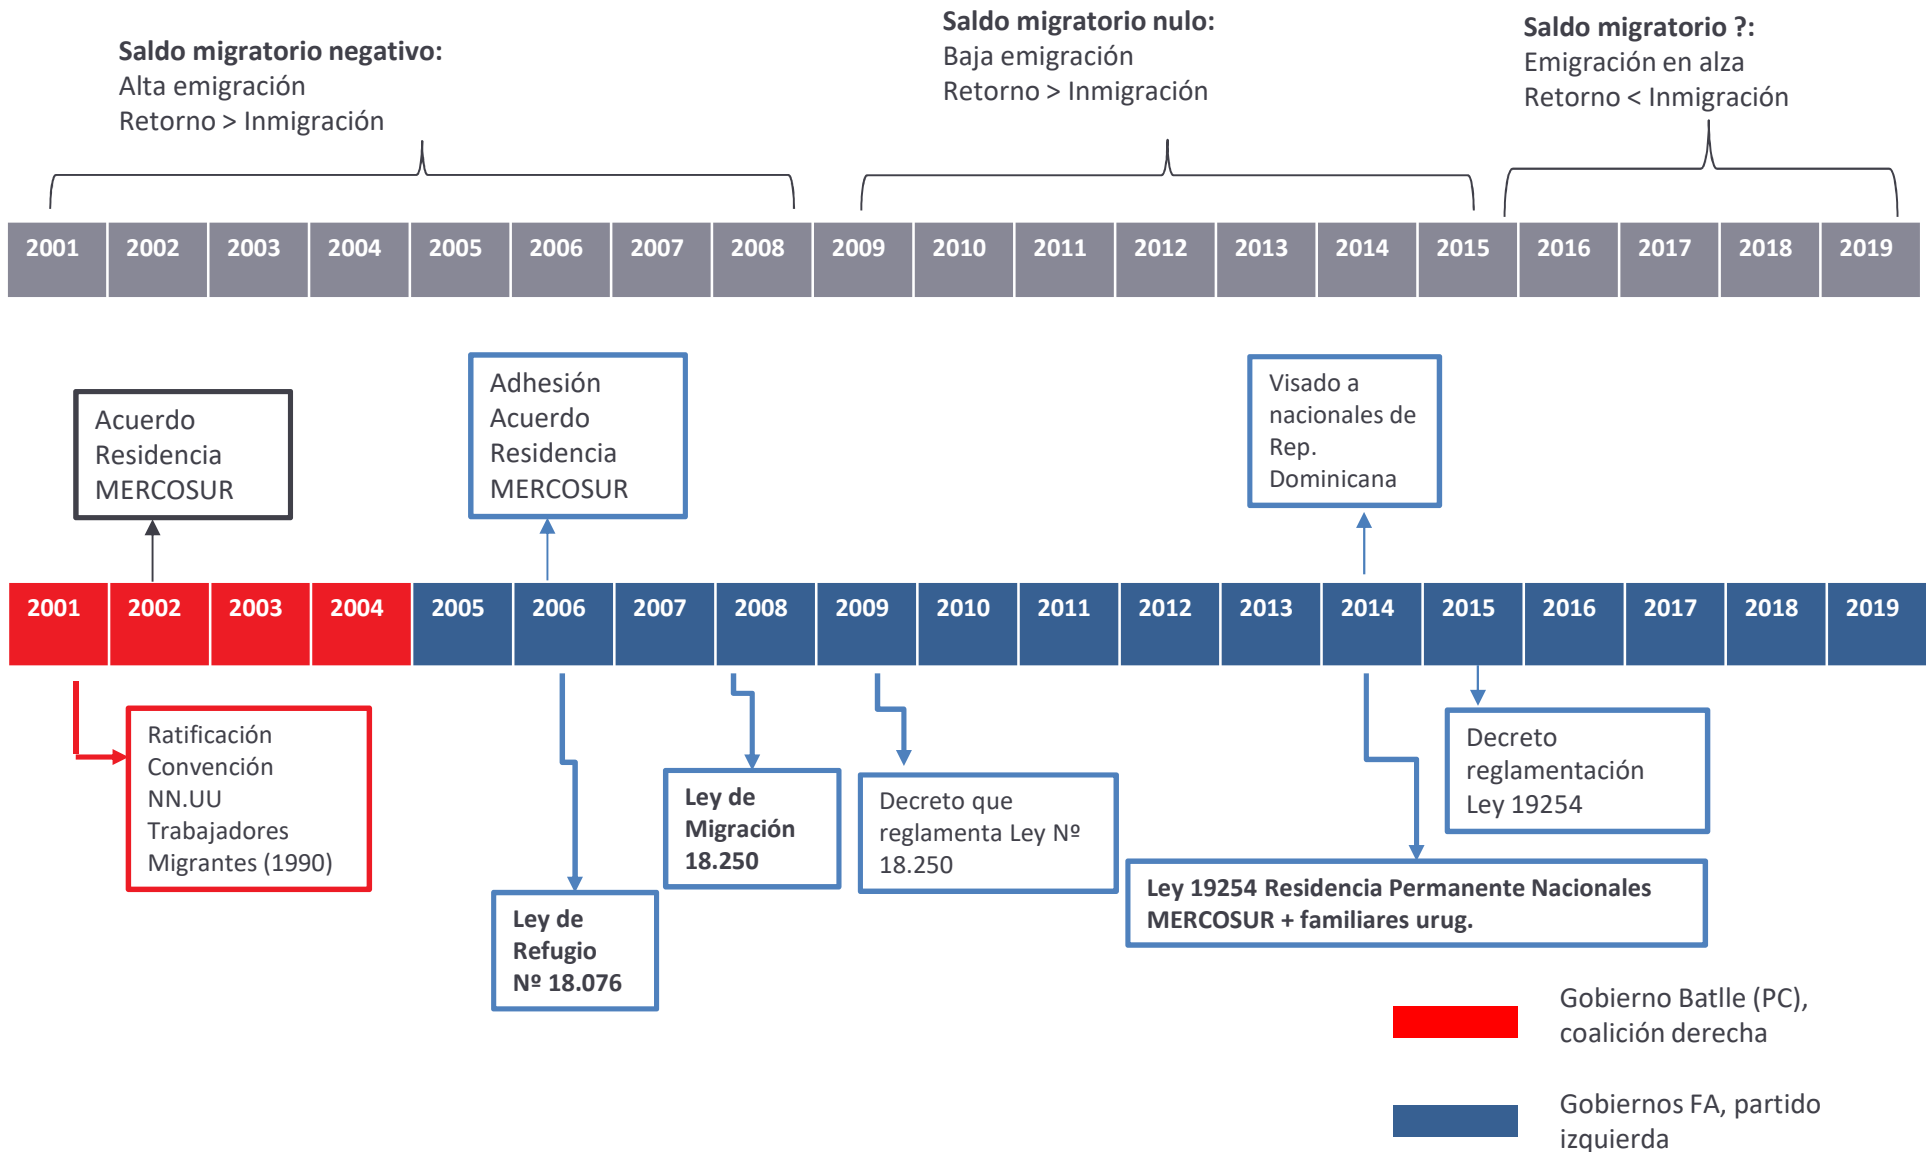 Saldo migratorio negativo:
Alta emigración
Retorno > Inmigración
Saldo migratorio nulo:
Baja emigración
Retorno > Inmigración
Saldo migratorio ?:
Emigración en alza
Retorno < Inmigración
2001 2002 2003 2004 2005 2006 2007 2008 2009 2010 2011 2012 2013 2014 2015 2016 2017 2018 2019
Acuerdo
Residencia
MERCOSUR
Adhesión
Acuerdo
Residencia
MERCOSUR
Visado a
nacionales de
Rep.
Dominicana
2001 2002 2003 2004 2005 2006 2007 2008 2009 2010 2011 2012 2013 2014 2015 2016 2017 2018 2019
Ratificación
Convención
NN.UU
Trabajadores
Migrantes (1990)
Ley de
Refugio
Nº 18.076
Ley de
Migración
18.250
Decreto que
reglamenta Ley Nº
18.250
Ley 19254 Residencia Permanente Nacionales
MERCOSUR + familiares urug.
Decreto
reglamentación
Ley 19254
Gobierno Batlle (PC),
coalición derecha
Gobiernos FA, partido
izquierda